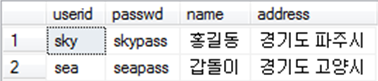 userid passwd name address
1 sky skypass 홍길동 경기도 파주시
2 sea seapass 갑돌이 경기도 고양시